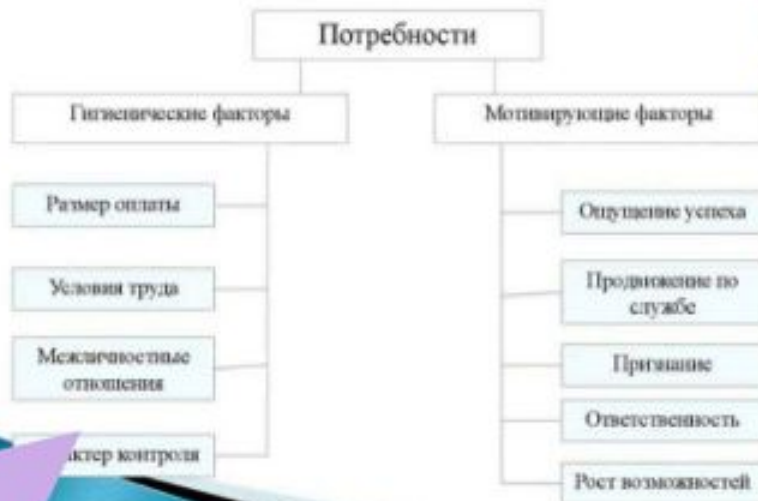 Потребности
Гигиенические факторы
Мотивирующие факторы
Размер оплаты
Условия труда
Межличностные
отношения
контроля
Ощущение успеха
Продвижение по
службе
Признание
Ответственность
Рост возможностей